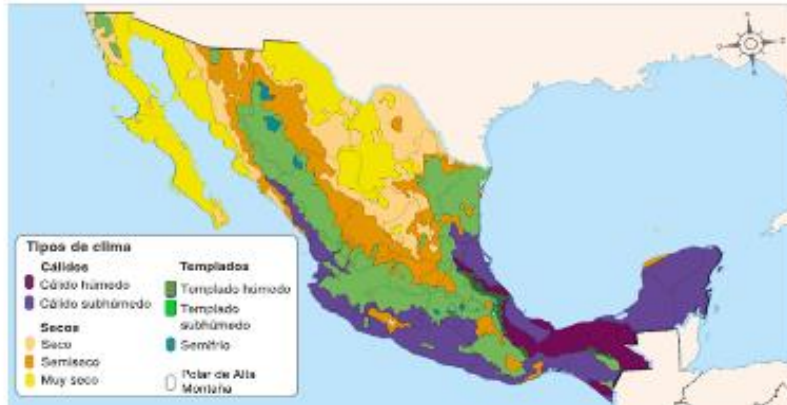 Tipos de clima
Cálidos
Cálido húmedo
Cálido subhúmedo
Secos
Seco
Semiseco
Muy seco
Templados
Templado húmedo
Templado
subhúmedo
Semifrío
Polar de Alta
Montaña